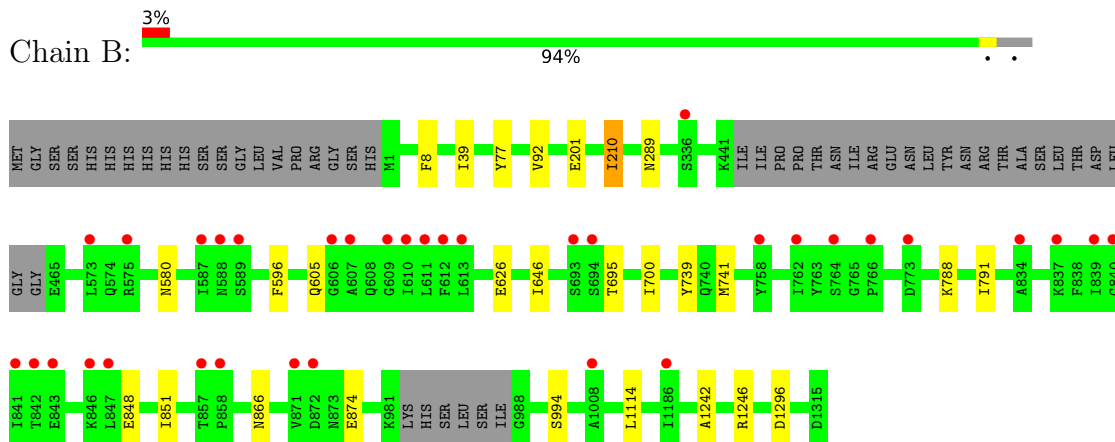 3%
Chain B:
94%
MET GLY SER SER HIS HIS HIS HIS HIS HIS SER SER GLY LEU VAL PRO ARG GLY SER HIS M1 F8 I39 Y77 V92 E201 I210 N289 S336 K441 ILE ILE PRO PRO THR ASN ILE ARG GLU ASN LEU TYR ASN ARG THR ALA SER LEU THR ASP LEU
GLY GLY E465 L573 Q574 R575 N580 I587 N588 S589 F596 Q605 G606 A607 Q608 G609 I610 L611 F612 L613 E626 I646 S693 S694 T695 I700 Y739 Q740 M741 Y758 I762 Y763 S764 G765 P766 D773 K788 I791 A834 K837 F838 I839 G840
I841 T842 E843 K846 L847 E848 I851 T857 P858 N866 V871 D872 N873 E874 K981 LYS HIS SER LEU SER ILE G988 S994 A1008 L1114 I1186 A1242 R1246 D1296 D1315